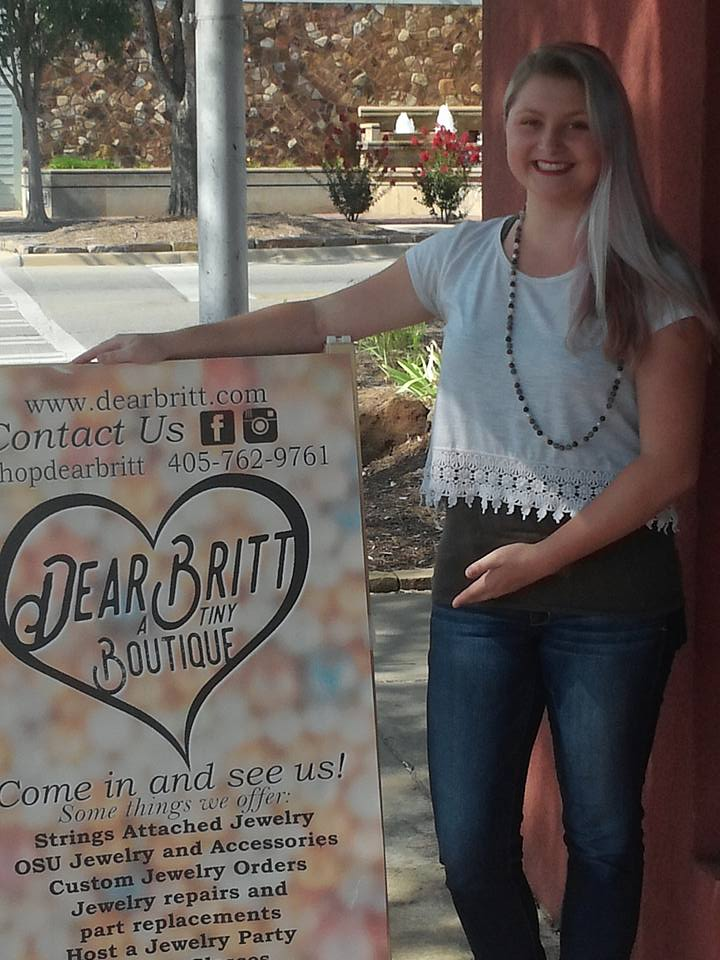 www.dearbritt.com
Contact Us
hopdearbritt 405-762-9761
DEAR BRITT
A TINY
BOUTIQUE
Come in and see us!
Some things we offer:
Strings Attached Jewelry
OSU Jewelry and Accessories
Custom Jewelry Orders
Jewelry repairs and
part replacements
Host a Jewelry Party